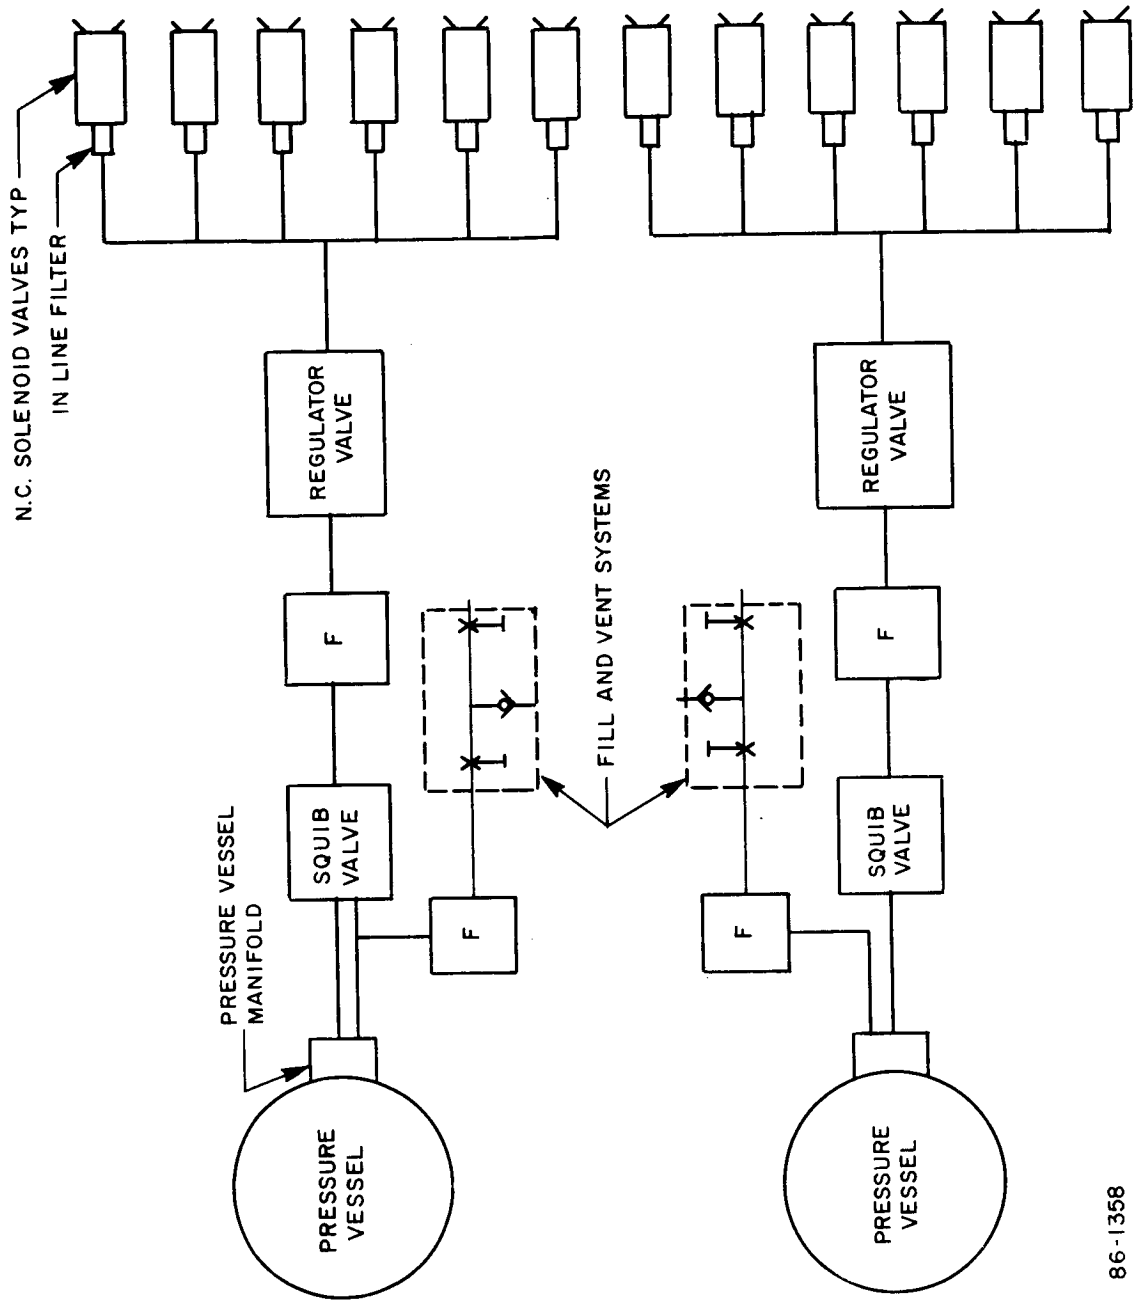 N.C. SOLENOID VALVES TYP
IN LINE FILTER
PRESSURE VESSEL
MANIFOLD
PRESSURE
VESSEL
SQUIB
VALVE
F
REGULATOR
VALVE
F
FILL AND VENT SYSTEMS
F
PRESSURE
VESSEL
SQUIB
VALVE
F
REGULATOR
VALVE
86-1358